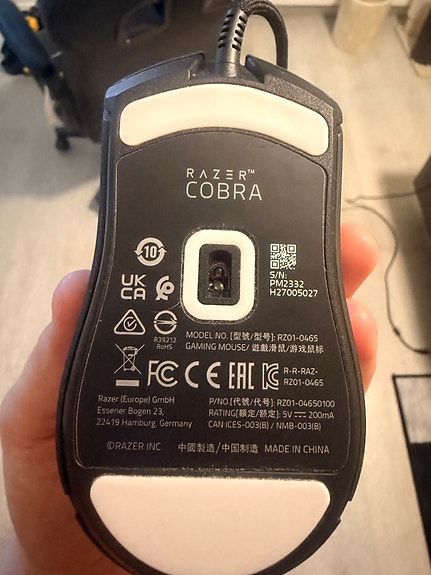 RAZER™
COBRA
10
UK
CA
S/N:
PM2332
H27005027
R39212
RoHS
MODEL NO. [型號/型号]: RZ01-0465
GAMING MOUSE/ 遊戲滑鼠/游戏鼠标
FC CE EAC
R-R-RAZ-
RZ01-0465
Razer (Europe) GmbH
Essener Bogen 23,
22419 Hamburg, Germany
P/NO [代號/代号]: RZ01-04650100
RATING[額定/额定]: 5V⎓200mA
CAN ICES-003(B) / NMB-003(B)
©RAZER INC. 中國製造/中国制造 MADE IN CHINA